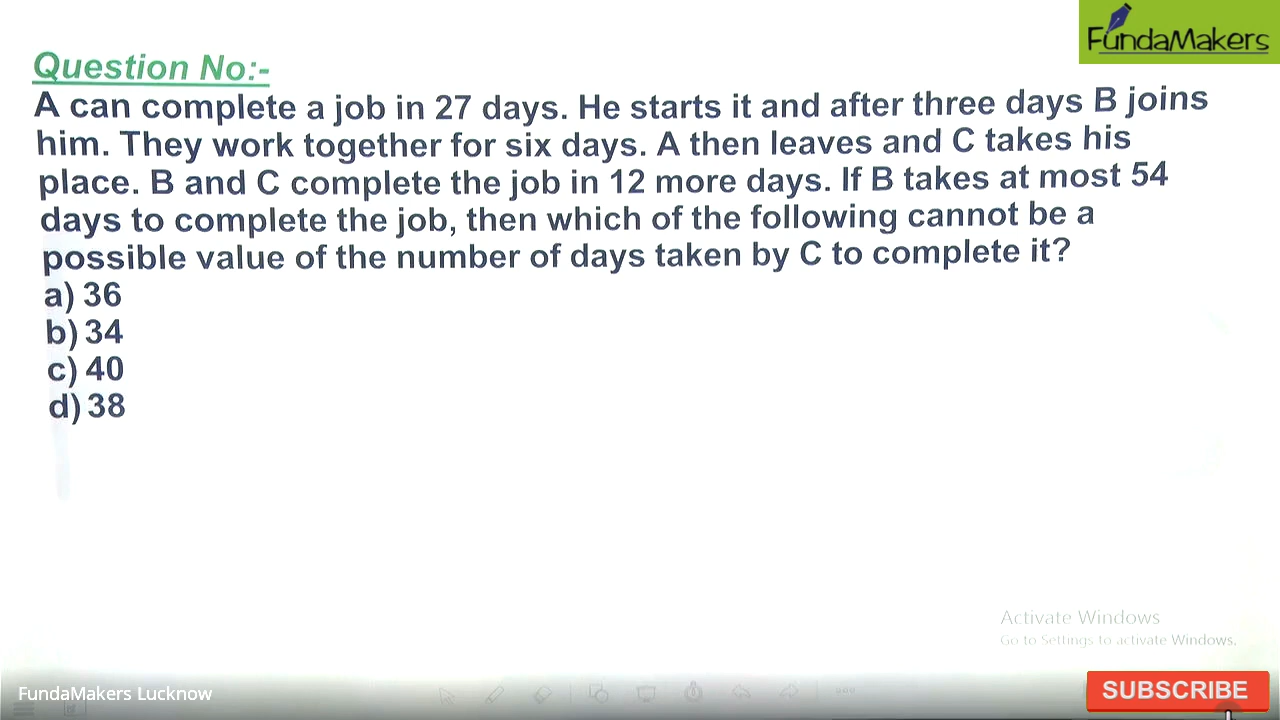 FundaMakers
Question No:-
A can complete a job in 27 days. He starts it and after three days B joins
him. They work together for six days. A then leaves and C takes his
place. B and C complete the job in 12 more days. If B takes at most 54
days to complete the job, then which of the following cannot be a
possible value of the number of days taken by C to complete it?
a) 36
b) 34
c) 40
d) 38
Activate Windows
Go to Settings to activate Windows.
FundaMakers Lucknow
SUBSCRIBE